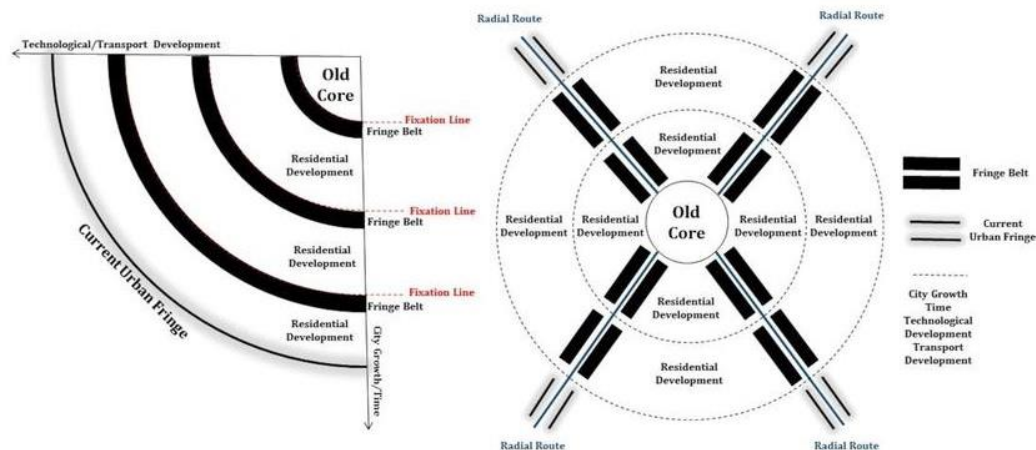 Technological/Transport Development
Old
Core
Fixation Line
Fringe Belt
Residential
Development
Fixation Line
Fringe Belt
Residential
Development
Fixation Line
Fringe Belt
Residential
Development
Current Urban Fringe
City Growth/Time
Radial Route
Radial Route
Residential
Development
Residential
Development
Residential
Development
Residential
Development
Old
Core
Residential
Development
Residential
Development
Residential
Development
Residential
Development
Radial Route
Radial Route
Fringe Belt
Current
Urban Fringe
City Growth
Time
Technological
Development
Transport
Development